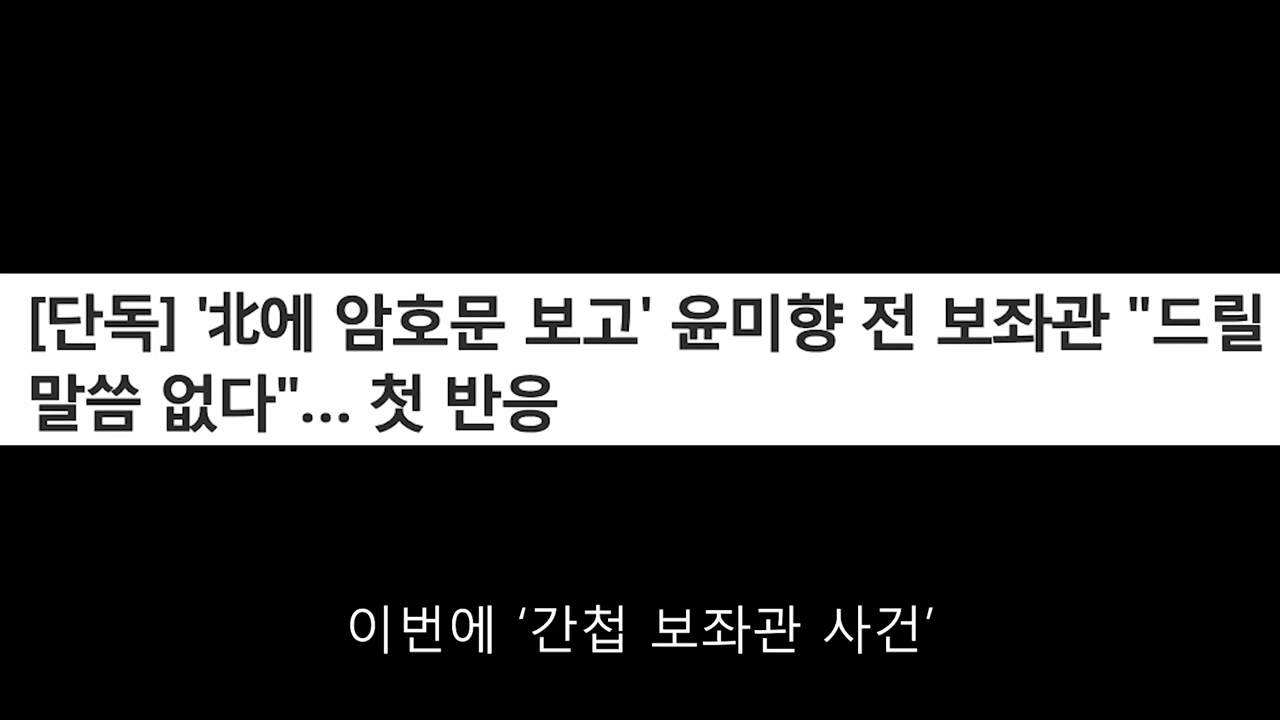 [단독] '北에 암호문 보고' 윤미향 전 보좌관 "드릴
말씀 없다"... 첫 반응
이번에 ‘간첩 보좌관 사건’